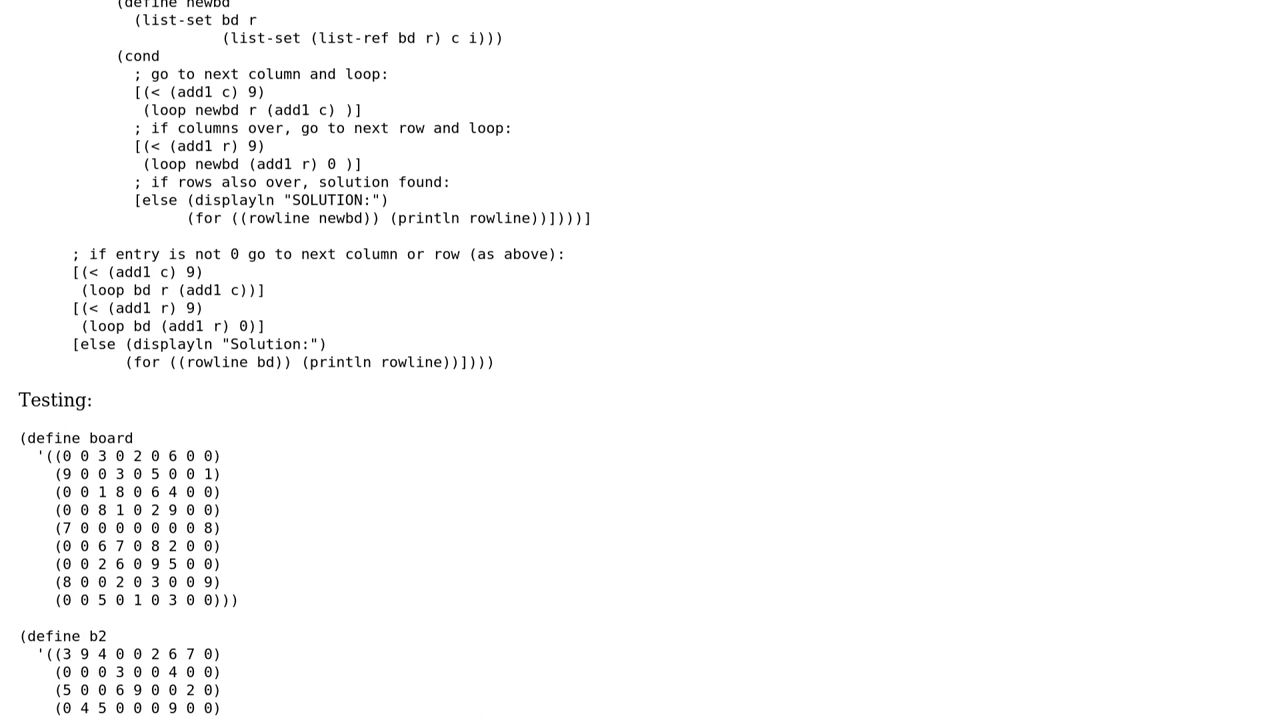 (define newbd
(list-set bd r
(list-set (list-ref bd r) c i)))
(cond
; go to next column and loop:
[(< (add1 c) 9)
(loop newbd r (add1 c) )]
; if columns over, go to next row and loop:
[(< (add1 r) 9)
(loop newbd (add1 r) 0 )]
; if rows also over, solution found:
[else (displayln "SOLUTION:")
(for ((rowline newbd)) (println rowline))])))]
; if entry is not 0 go to next column or row (as above):
[(< (add1 c) 9)
(loop bd r (add1 c))]
[(< (add1 r) 9)
(loop bd (add1 r) 0)]
[else (displayln "Solution:")
(for ((rowline bd)) (println rowline))])))
Testing:
(define board
'((0 0 3 0 2 0 6 0 0)
(9 0 0 3 0 5 0 0 1)
(0 0 1 8 0 6 4 0 0)
(0 0 8 1 0 2 9 0 0)
(7 0 0 0 0 0 0 0 8)
(0 0 6 7 0 8 2 0 0)
(0 0 2 6 0 9 5 0 0)
(8 0 0 2 0 3 0 0 9)
(0 0 5 0 1 0 3 0 0)))
(define b2
'((3 9 4 0 0 2 6 7 0)
(0 0 0 3 0 0 4 0 0)
(5 0 0 6 9 0 0 2 0)
(0 4 5 0 0 0 9 0 0)